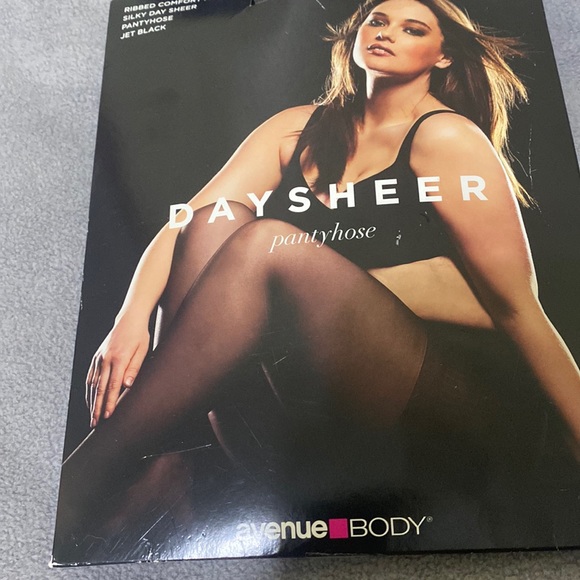 RIBBED COMFORT
SILKY DAY SHEER
PANTYHOSE
JET BLACK
DAYSHEER
pantyhose
avenue BODY®